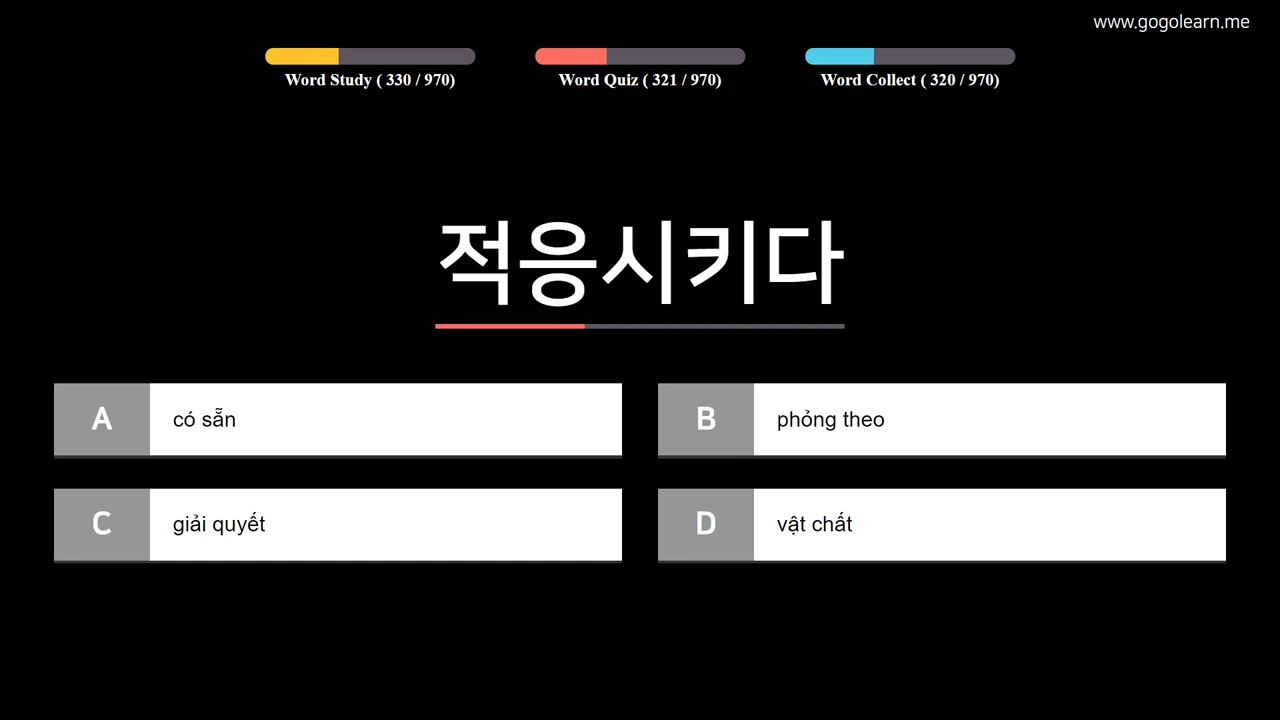 www.gogolearn.me
Word Study ( 330 / 970)
Word Quiz ( 321 / 970)
Word Collect ( 320 / 970)
적응시키다
A có sẵn
B phỏng theo
C giải quyết
D vật chất